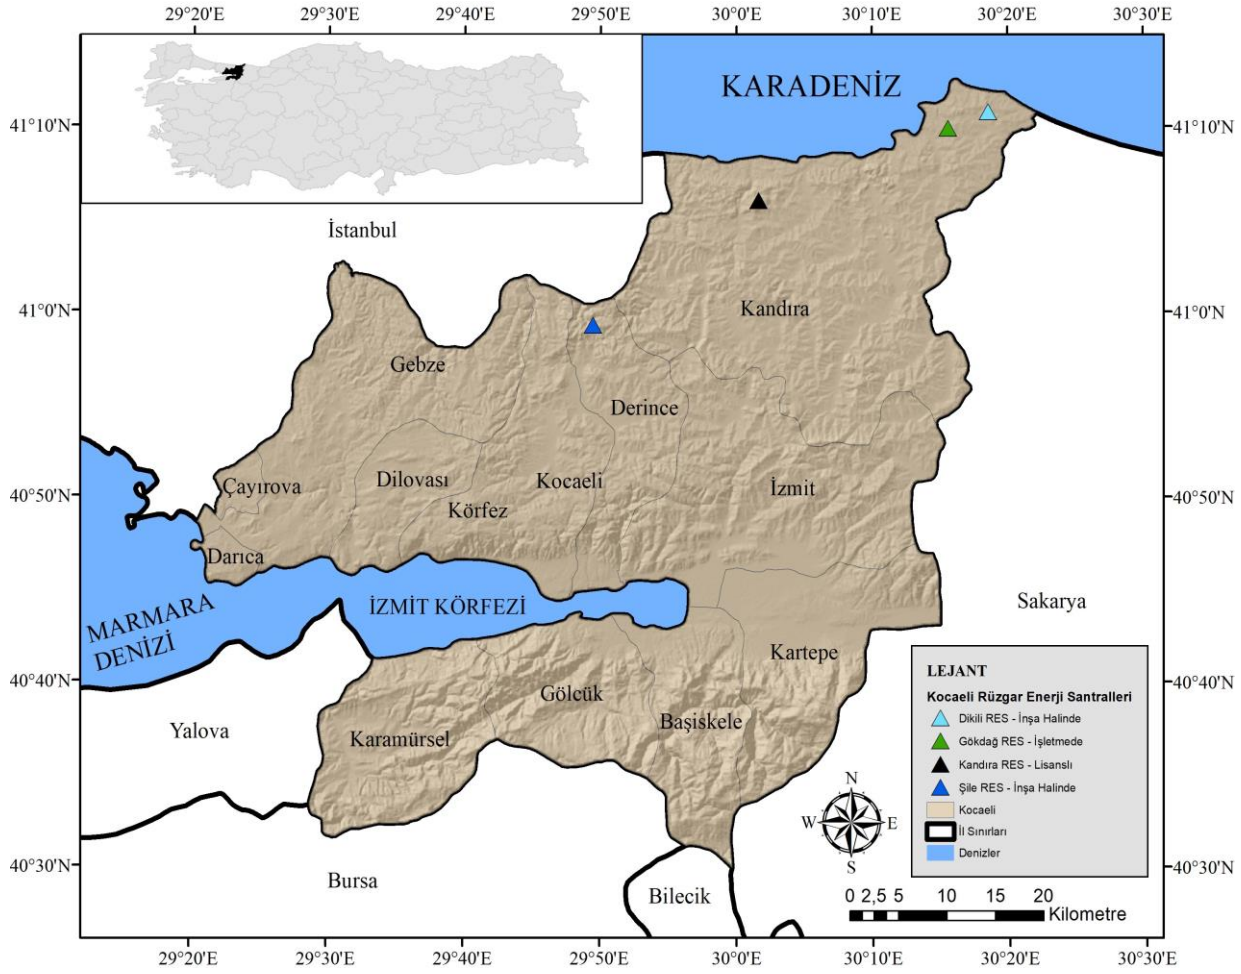 29°20'E 29°30'E 29°40'E 29°50'E 30°0'E 30°10'E 30°20'E 30°30'E
KARADENİZ
41°10'N 41°10'N
İstanbul
41°0'N 41°0'N
Kandıra
Gebze
Derince
Çayırova Dilovası Kocaeli İzmit
40°50'N 40°50'N
Körfez
Darıca
MARMARA
DENİZİ
İZMİT KÖRFEZİ
Sakarya
Kartepe
40°40'N 40°40'N
Gölcük
Başiskele
Yalova
Karamürsel
LEJANT
Kocaeli Rüzgar Enerji Santralleri
Dikili RES - İnşa Halinde
Gökdağ RES - İşletmede
Kandıra RES - Lisanslı
Şile RES - İnşa Halinde
Kocaeli
İl Sınırları
Denizler
N
W E
S
40°30'N 40°30'N
Bursa
Bilecik
0 2,5 5 10 15 20
Kilometre
29°20'E 29°30'E 29°40'E 29°50'E 30°0'E 30°10'E 30°20'E 30°30'E